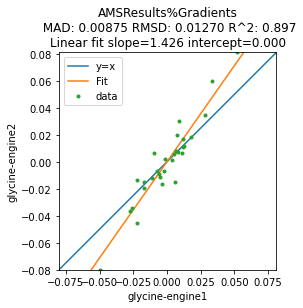 AMSResults%Gradients
MAD: 0.00875 RMSD: 0.01270 R^2: 0.897
Linear fit slope=1.426 intercept=0.000
y=x
Fit
data
0.08
0.06
0.04
0.02
0.00
−0.02
−0.04
−0.06
−0.08
glycine-engine2
−0.075 −0.050 −0.025 0.000 0.025 0.050 0.075
glycine-engine1